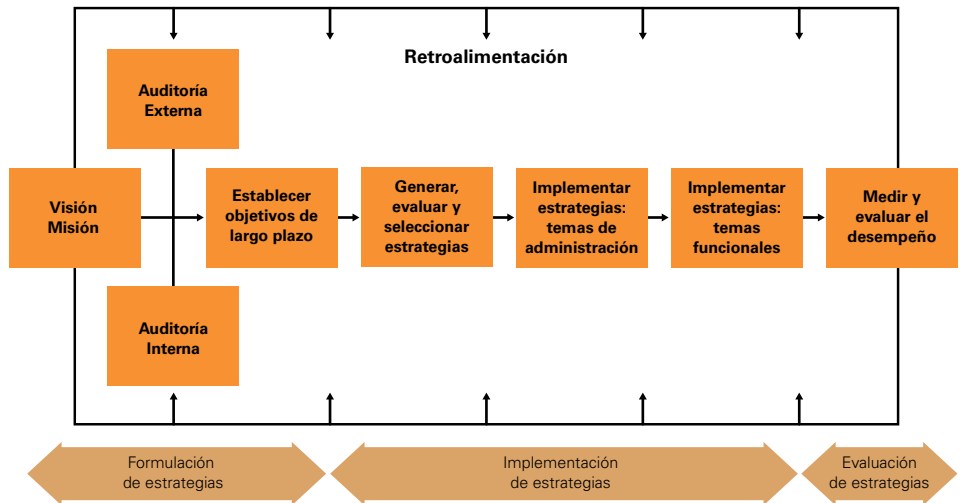 Retroalimentación
Auditoría
Externa
Visión
Misión
Establecer
objetivos de
largo plazo
Generar,
evaluar y
seleccionar
estrategias
Implementar
estrategias:
temas de
administración
Implementar
estrategias:
temas
funcionales
Medir y
evaluar el
desempeño
Auditoría
Interna
Formulación
de estrategias
Implementación
de estrategias
Evaluación
de estrategias